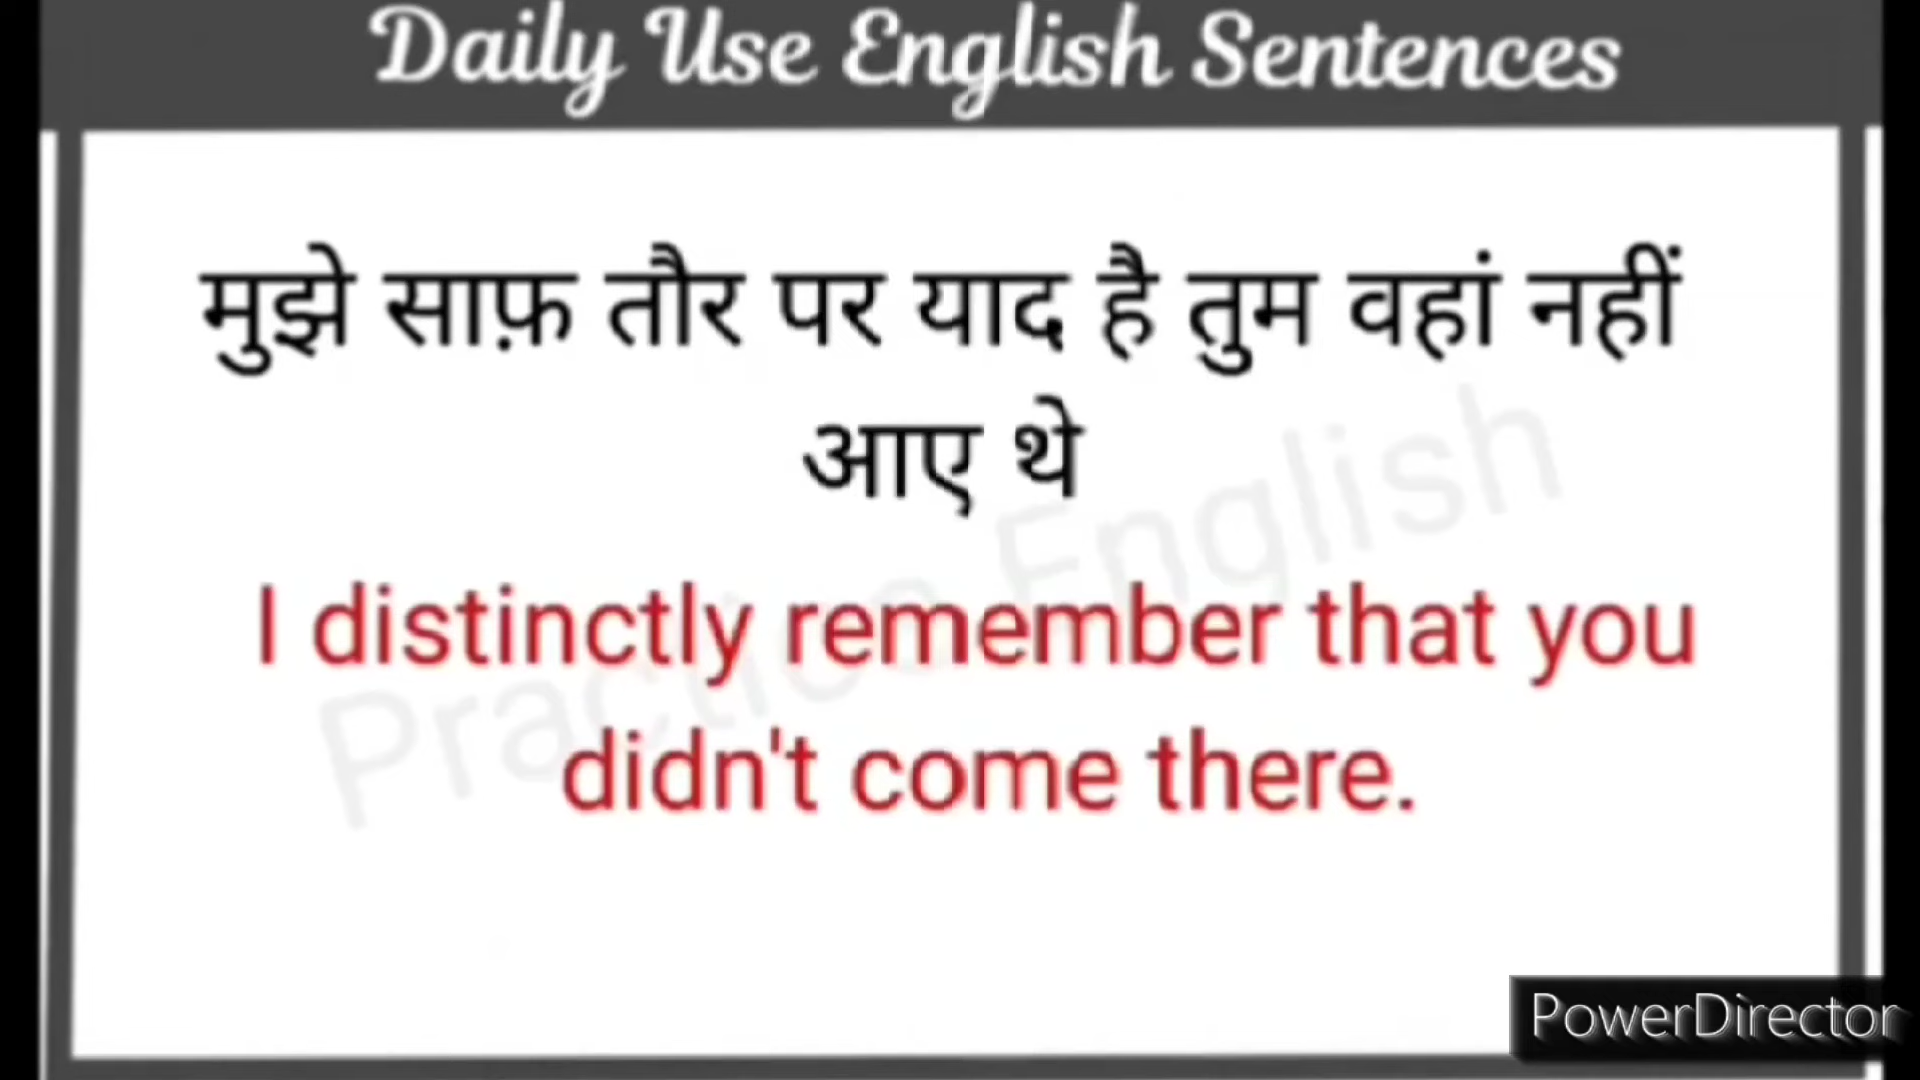 Daily Use English Sentences
मुझे साफ़ तौर पर याद है तुम वहां नहीं
आए थे
I distinctly remember that you
didn't come there.
Practice English
PowerDirector